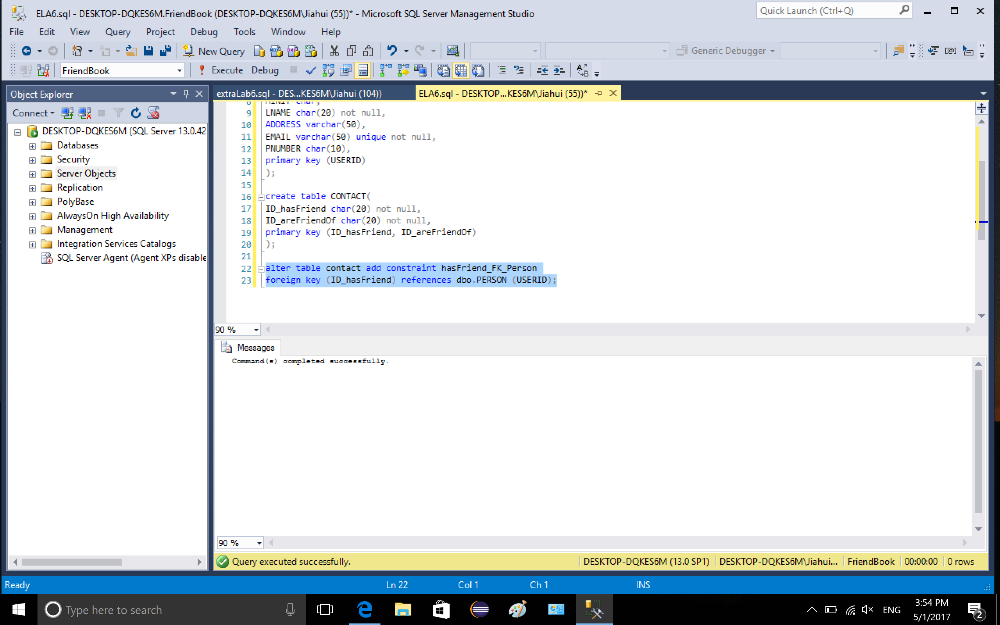 ELA6.sql - DESKTOP-DQKES6M.FriendBook (DESKTOP-DQKES6M\Jiahui (55))* - Microsoft SQL Server Management Studio
Quick Launch (Ctrl+Q)
File Edit View Query Project Debug Tools Window Help
New Query
Generic Debugger
FriendBook
Execute Debug
Object Explorer
extraLab6.sql - DES...KES6M\Jiahui (104))
ELA6.sql - DESKTOP...KES6M\Jiahui (55))*
Connect
DESKTOP-DQKES6M (SQL Server 13.0.42
Databases
Security
Server Objects
Replication
PolyBase
AlwaysOn High Availability
Management
Integration Services Catalogs
SQL Server Agent (Agent XPs disable
8 MINIT char,
9 LNAME char(20) not null,
10 ADDRESS varchar(50),
11 EMAIL varchar(50) unique not null,
12 PNUMBER char(10),
13 primary key (USERID)
14 );
15
16 create table CONTACT(
17 ID_hasFriend char(20) not null,
18 ID_areFriendOf char(20) not null,
19 primary key (ID_hasFriend, ID_areFriendOf)
20 );
21
22 alter table contact add constraint hasFriend_FK_Person
23 foreign key (ID_hasFriend) references dbo.PERSON (USERID);
90 %
Messages
Command(s) completed successfully.
90 %
Query executed successfully.
DESKTOP-DQKES6M (13.0 SP1) DESKTOP-DQKES6M\Jiahui... FriendBook 00:00:00 0 rows
Ready Ln 22 Col 1 Ch 1 INS
Type here to search
ENG
3:54 PM
5/1/2017
2